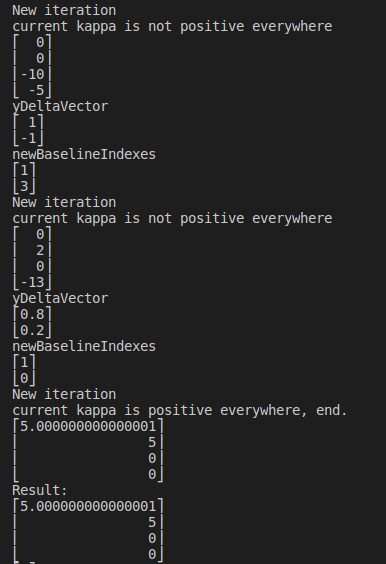 New iteration
current kappa is not positive everywhere
⎡  0⎤
⎢  0⎥
⎢-10⎥
⎣ -5⎦
yDeltaVector
⎡ 1⎤
⎣-1⎦
newBaselineIndexes
⎡1⎤
⎣3⎦
New iteration
current kappa is not positive everywhere
⎡  0⎤
⎢  2⎥
⎢  0⎥
⎣-13⎦
yDeltaVector
⎡0.8⎤
⎣0.2⎦
newBaselineIndexes
⎡1⎤
⎣0⎦
New iteration
current kappa is positive everywhere, end.
⎡5.000000000000001⎤
⎢                5⎥
⎢                0⎥
⎣                0⎦
Result:
⎡5.000000000000001⎤
⎢                5⎥
⎢                0⎥
⎣                0⎦